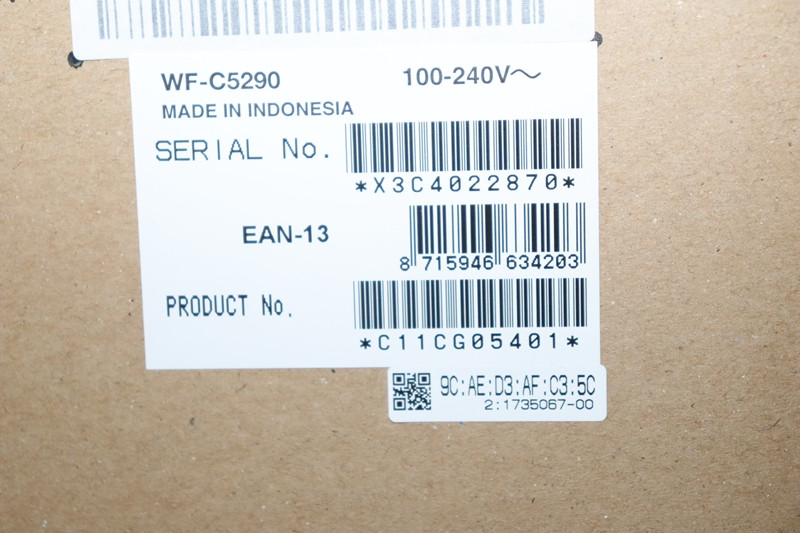 WF-C5290 100-240V～
MADE IN INDONESIA
SERIAL No.
*X3C4022870*
EAN-13
8 715946 634203
PRODUCT No.
*C11CG05401*
9C:AE:D3:AF:C3:5C
2:1735067-00